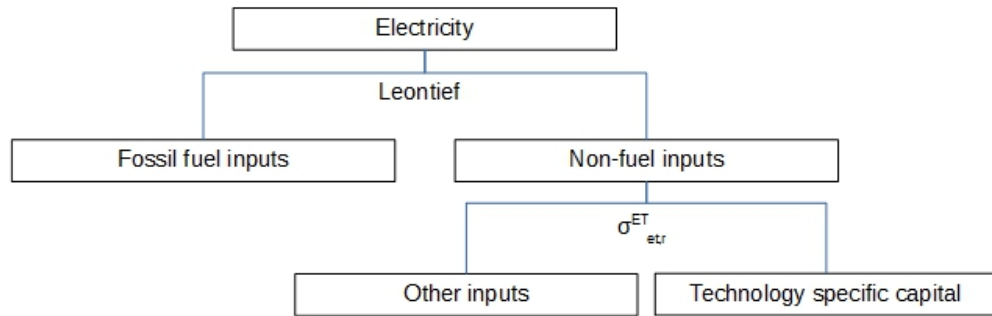 Electricity
Leontief
Fossil fuel inputs
Non-fuel inputs
σ^ET_et,r
Other inputs
Technology specific capital